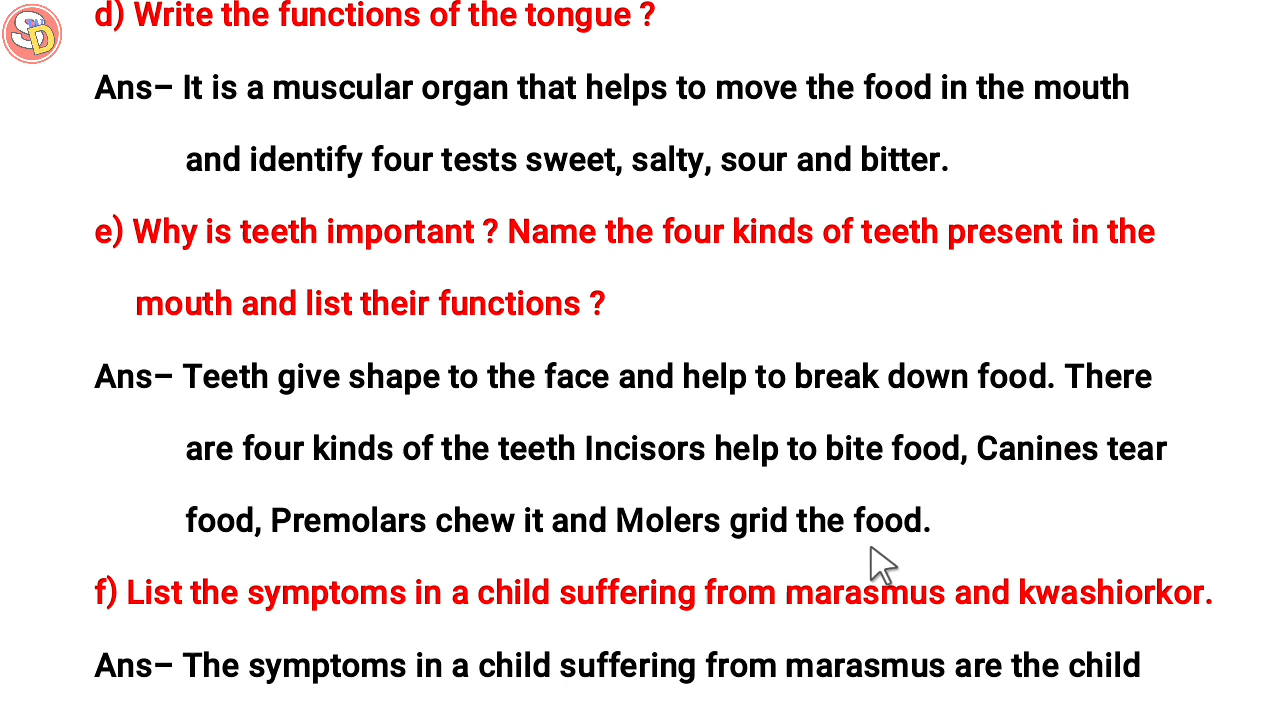 d) Write the functions of the tongue ?
Ans– It is a muscular organ that helps to move the food in the mouth
and identify four tests sweet, salty, sour and bitter.
e) Why is teeth important ? Name the four kinds of teeth present in the
mouth and list their functions ?
Ans– Teeth give shape to the face and help to break down food. There
are four kinds of the teeth Incisors help to bite food, Canines tear
food, Premolars chew it and Molers grid the food.
f) List the symptoms in a child suffering from marasmus and kwashiorkor.
Ans– The symptoms in a child suffering from marasmus are the child